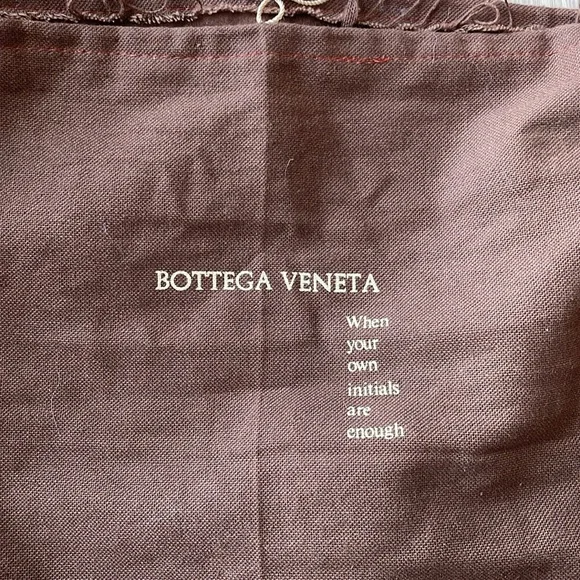 BOTTEGA VENETA
When
your
own
initials
are
enough